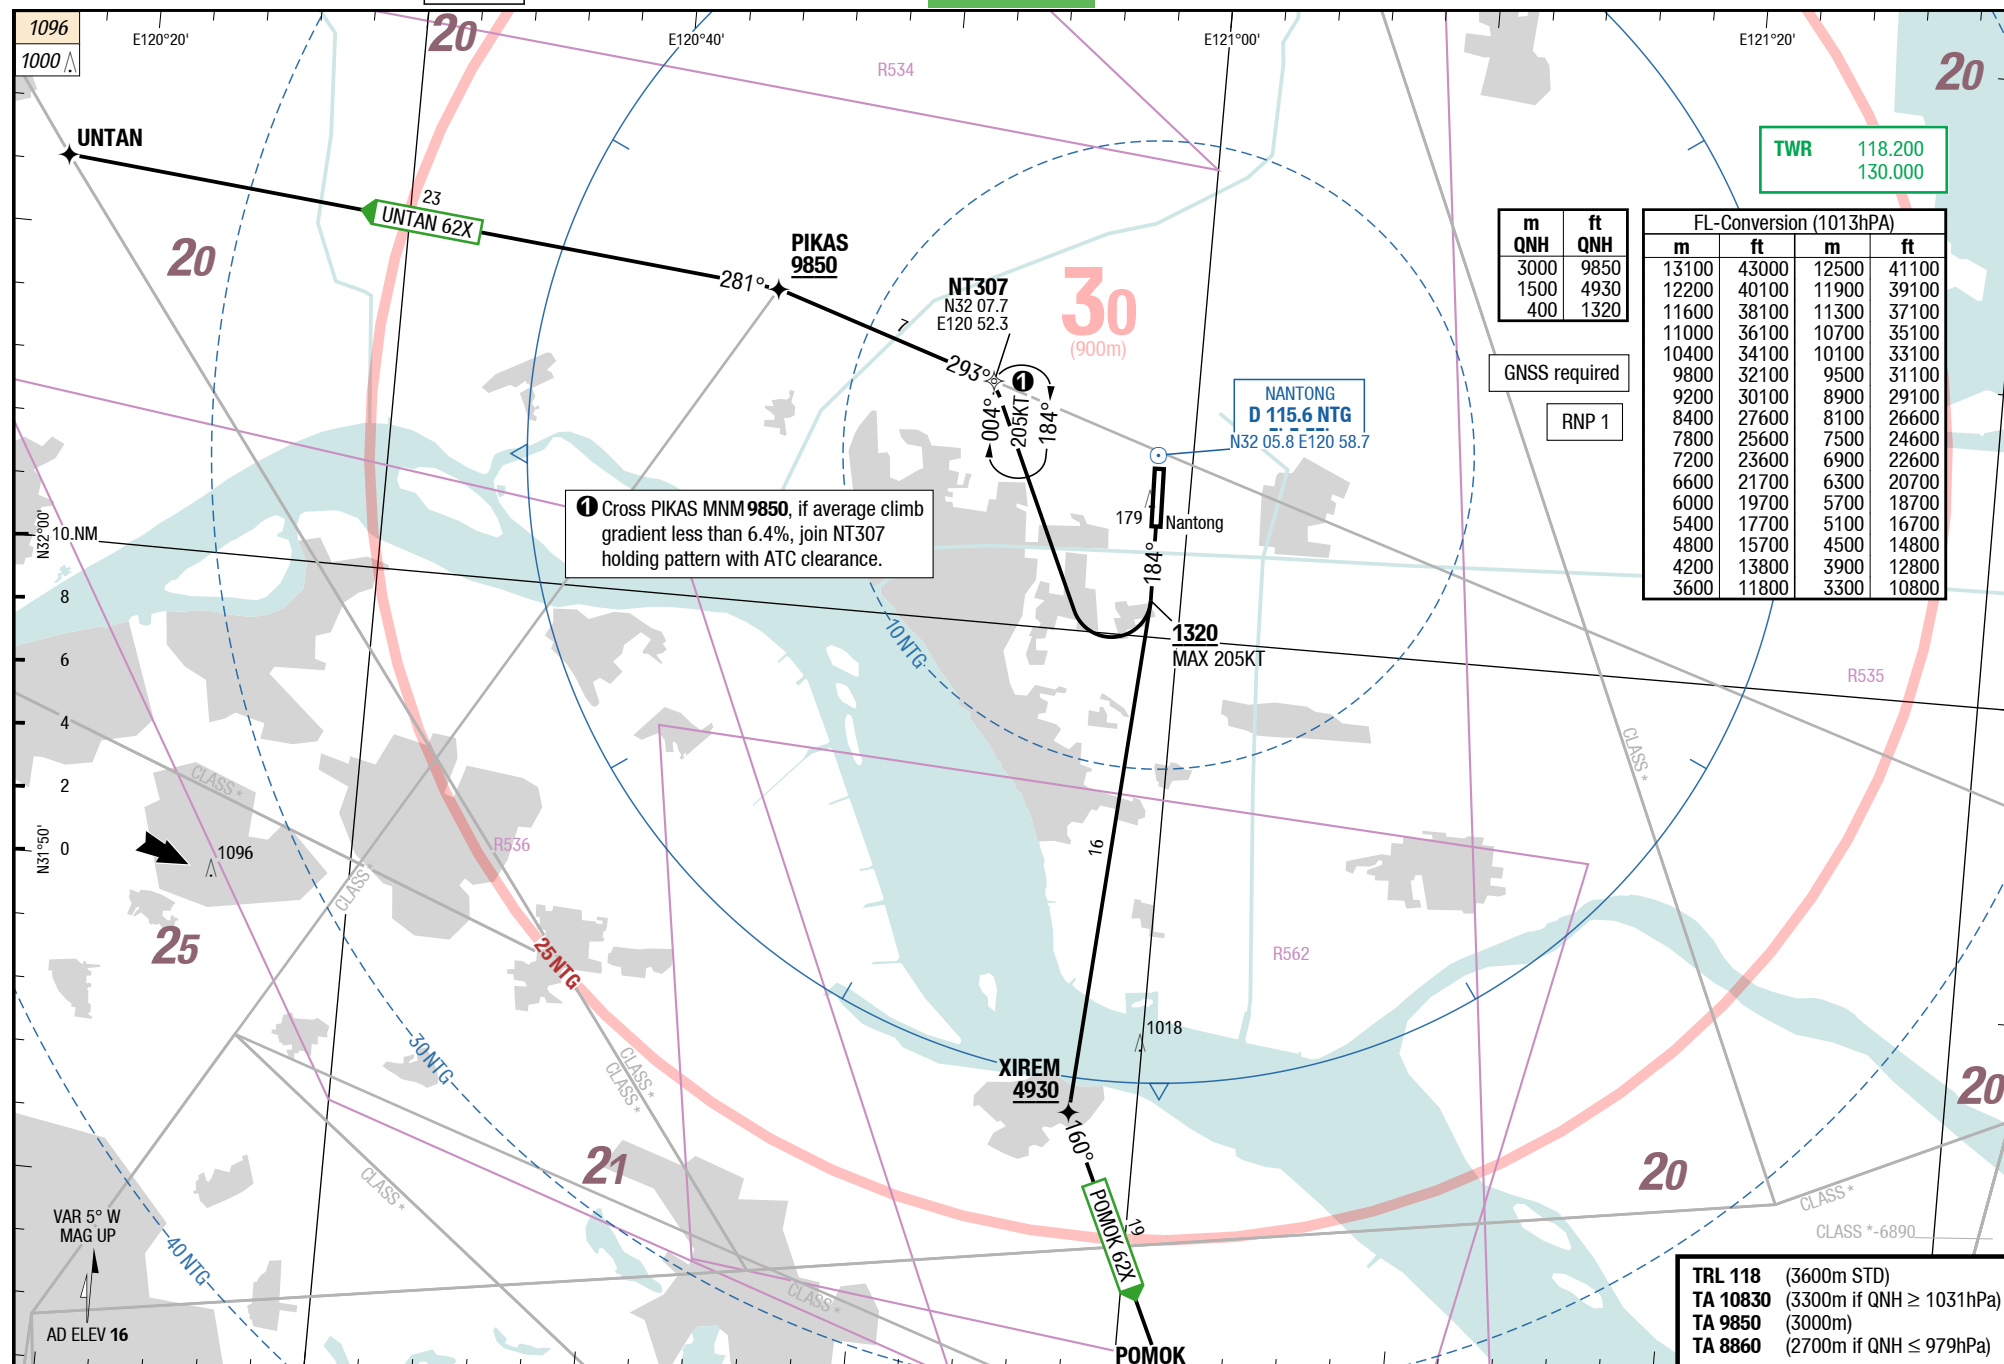 1096
1000
E120°20'
E120°40'
E121°00'
E121°20'
20
20
R534
UNTAN
TWR 118.200
130.000
23
UNTAN 62X
20
PIKAS
9850
281°
NT307
N32 07.7
E120 52.3
30
(900m)
7
293°
1
004°
205KT
184°
m ft
QNH QNH
3000 9850
1500 4930
400 1320
FL-Conversion (1013hPA)
m ft m ft
13100 43000 12500 41100
12200 40100 11900 39100
11600 38100 11300 37100
11000 36100 10700 35100
10400 34100 10100 33100
9800 32100 9500 31100
9200 30100 8900 29100
8400 27600 8100 26600
7800 25600 7500 24600
7200 23600 6900 22600
6600 21700 6300 20700
6000 19700 5700 18700
5400 17700 5100 16700
4800 15700 4500 14800
4200 13800 3900 12800
3600 11800 3300 10800
GNSS required
RNP 1
NANTONG
D 115.6 NTG
N32 05.8 E120 58.7
1 Cross PIKAS MNM 9850, if average climb
gradient less than 6.4%, join NT307
holding pattern with ATC clearance.
179
Nantong
184°
N32°00'
10 NM
8
6
4
2
0
N31°50'
10 NTG
1320
MAX 205KT
R535
CLASS *
CLASS *
R536
1096
CLASS *
16
25
25 NTG
R562
30 NTG
CLASS *
CLASS *
1018
XIREM
4930
160°
20
21
20
CLASS *
CLASS *
CLASS *-6890
POMOK 62X
19
VAR 5° W
MAG UP
40 NTG
CLASS *
AD ELEV 16
POMOK
TRL 118 (3600m STD)
TA 10830 (3300m if QNH ≥ 1031hPa)
TA 9850 (3000m)
TA 8860 (2700m if QNH ≤ 979hPa)